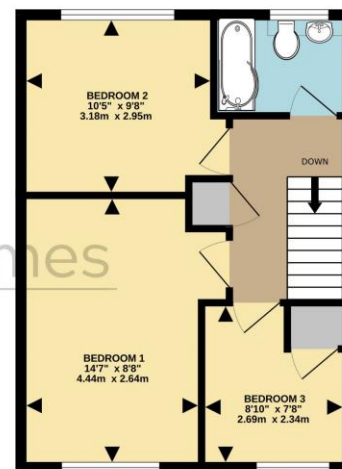 BEDROOM 2
10'5" x 9'8"
3.18m x 2.95m
DOWN
mes
BEDROOM 1
14'7" x 8'8"
4.44m x 2.64m
BEDROOM 3
8'10" x 7'8"
2.69m x 2.34m